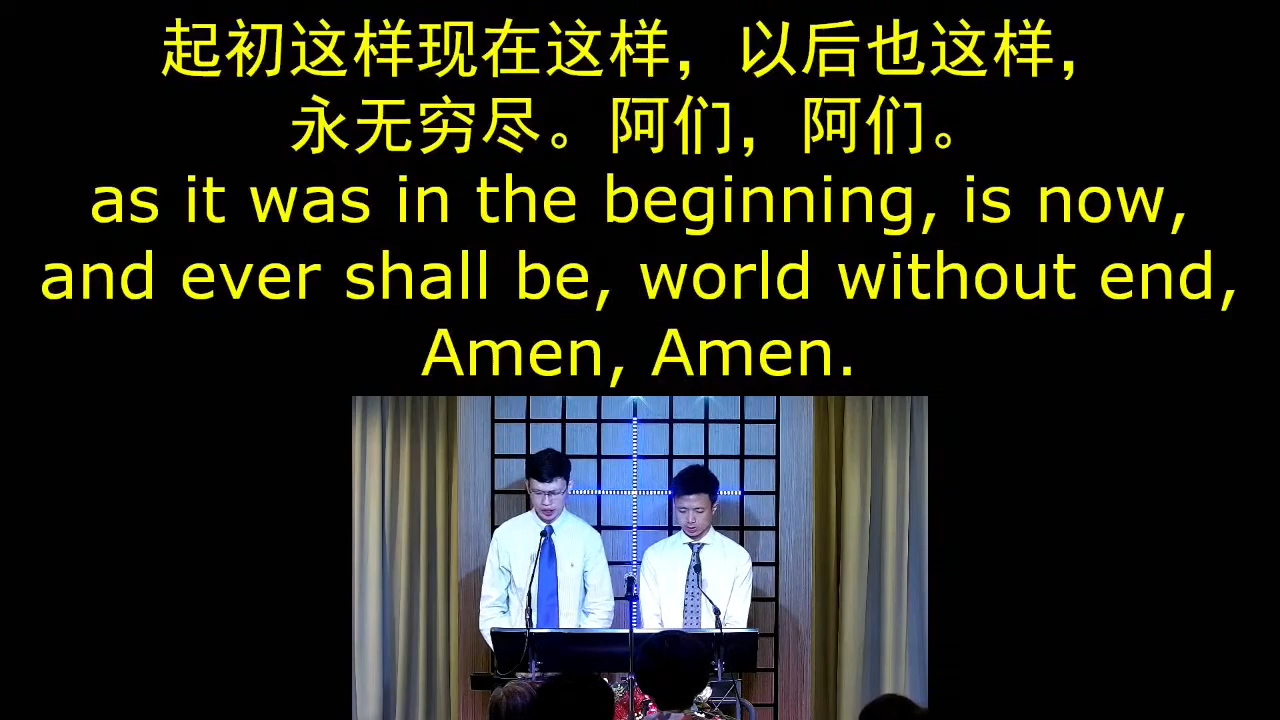 起初这样现在这样，以后也这样，
永无穷尽。阿们，阿们。
as it was in the beginning, is now,
and ever shall be, world without end,
Amen, Amen.